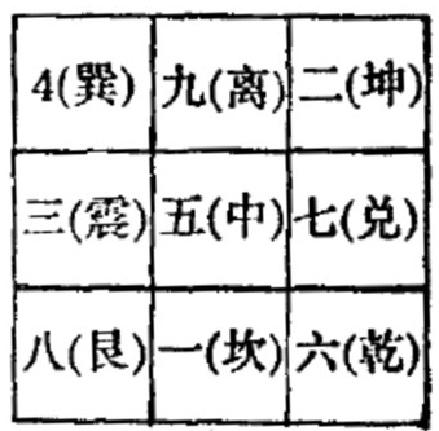 4(巽) 九(离) 二(坤)
三(震) 五(中) 七(兑)
八(艮) 一(坎) 六(乾)